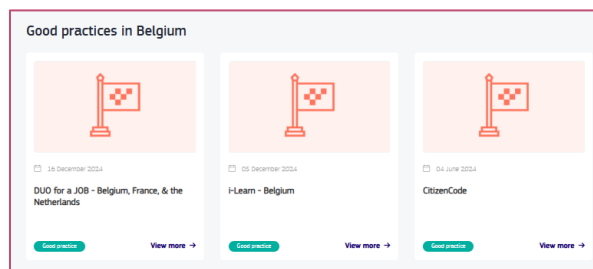 Good practices in Belgium
16 December 2024
05 December 2024
04 June 2024
DUO for a JOB - Belgium, France, & the
Netherlands
i-Learn - Belgium
CitizenCode
Good practice
View more →
Good practice
View more →
Good practice
View more →